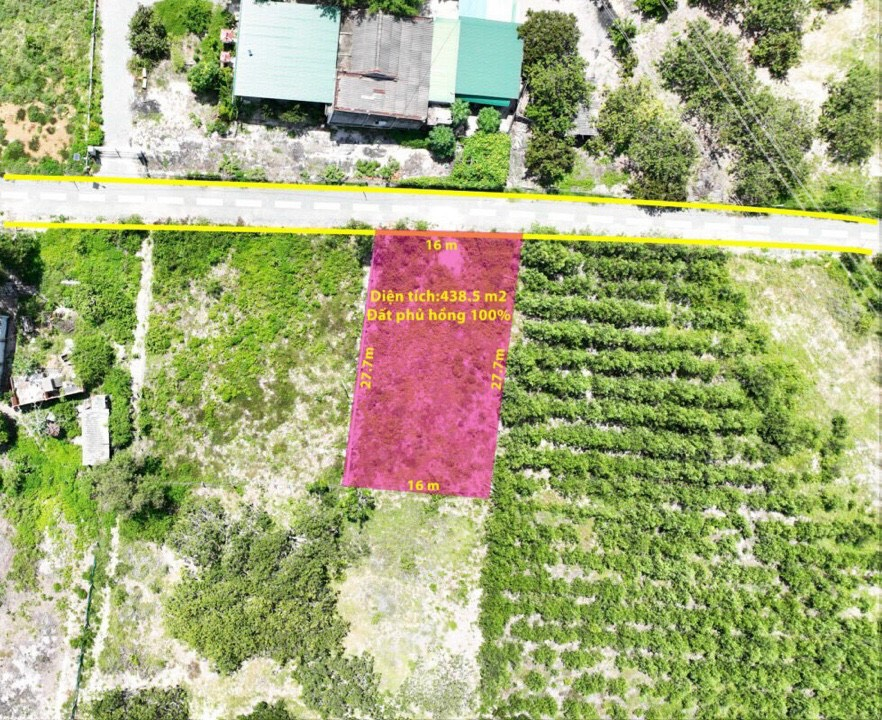 16 m
Diện tích:438.5 m2
Đất phủ hồng 100%
27.7m
27.7m
16 m